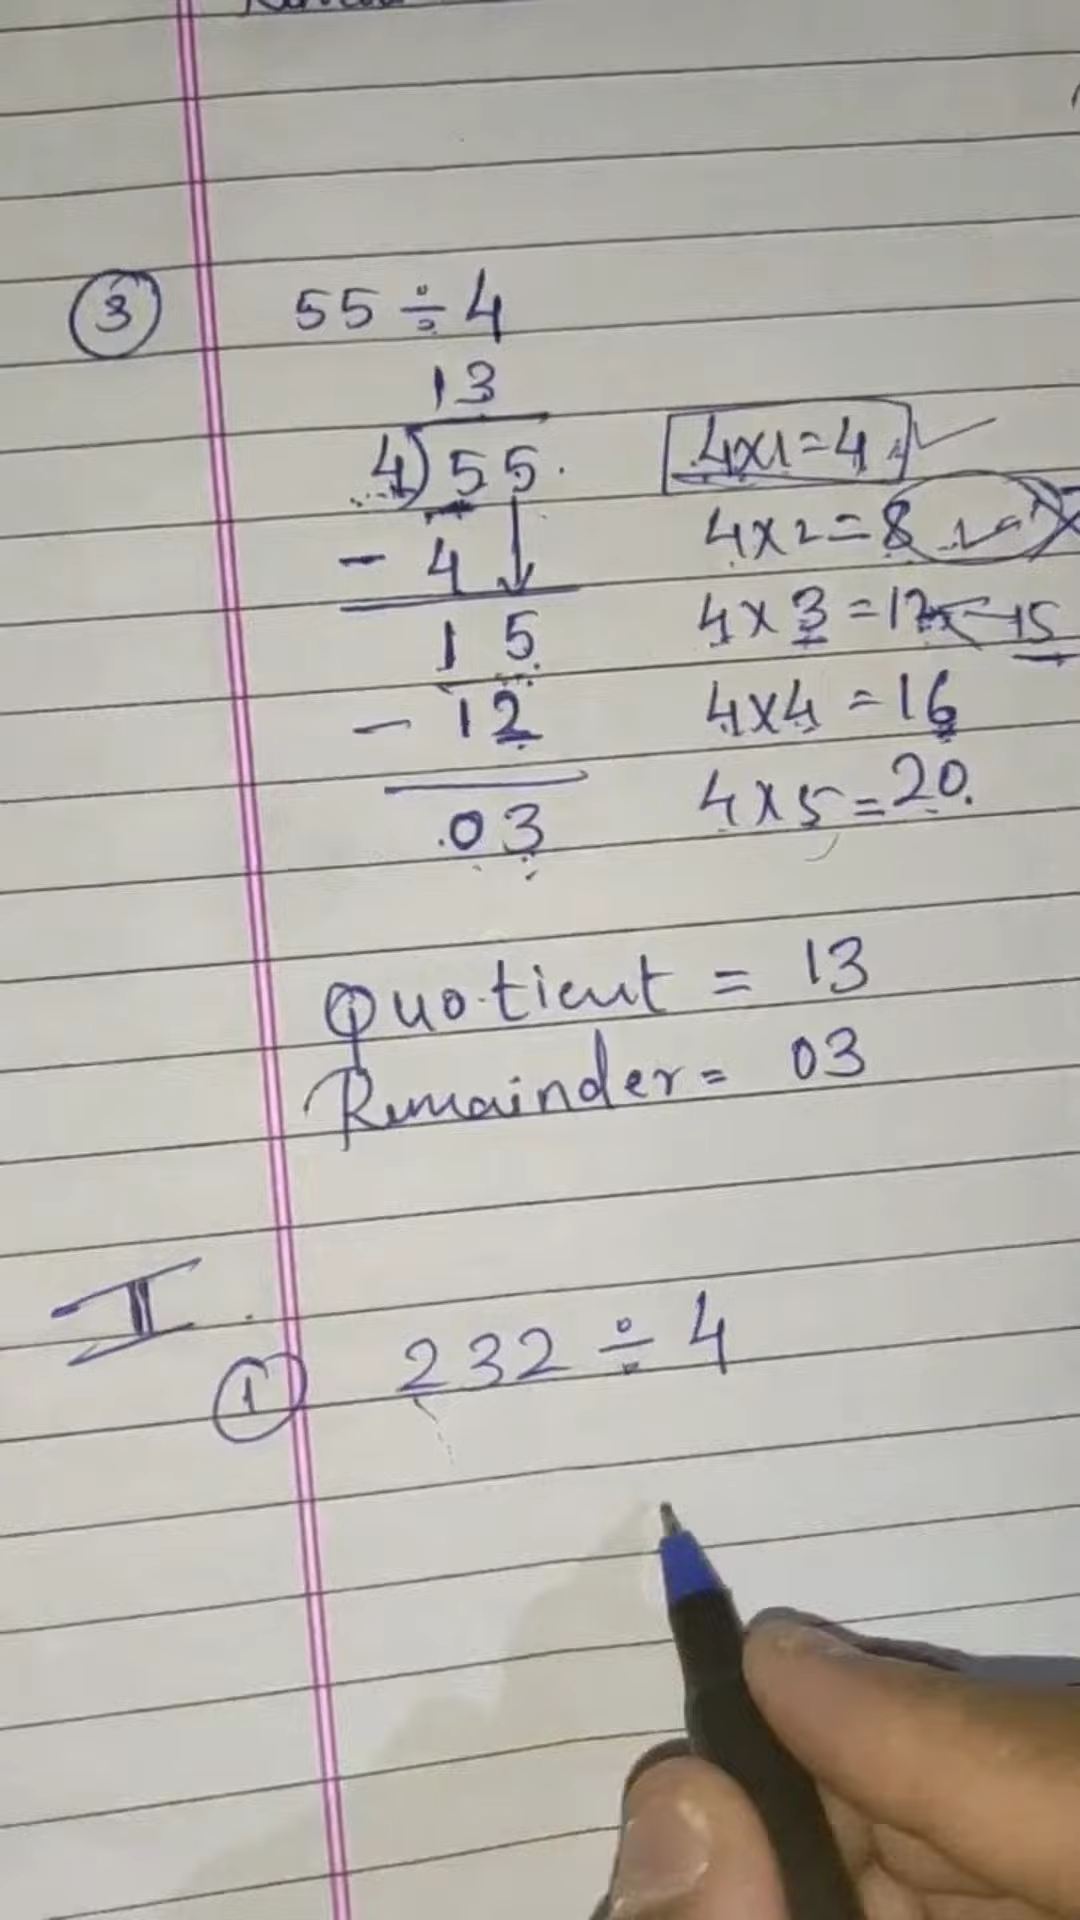 3 55 ÷ 4
13
4)55
4x1=4
- 4
4x2=8
4x3=12 15
15
- 12
4x4=16
4x5=20
03
Quotient = 13
Remainder = 03
I
1 232 ÷ 4